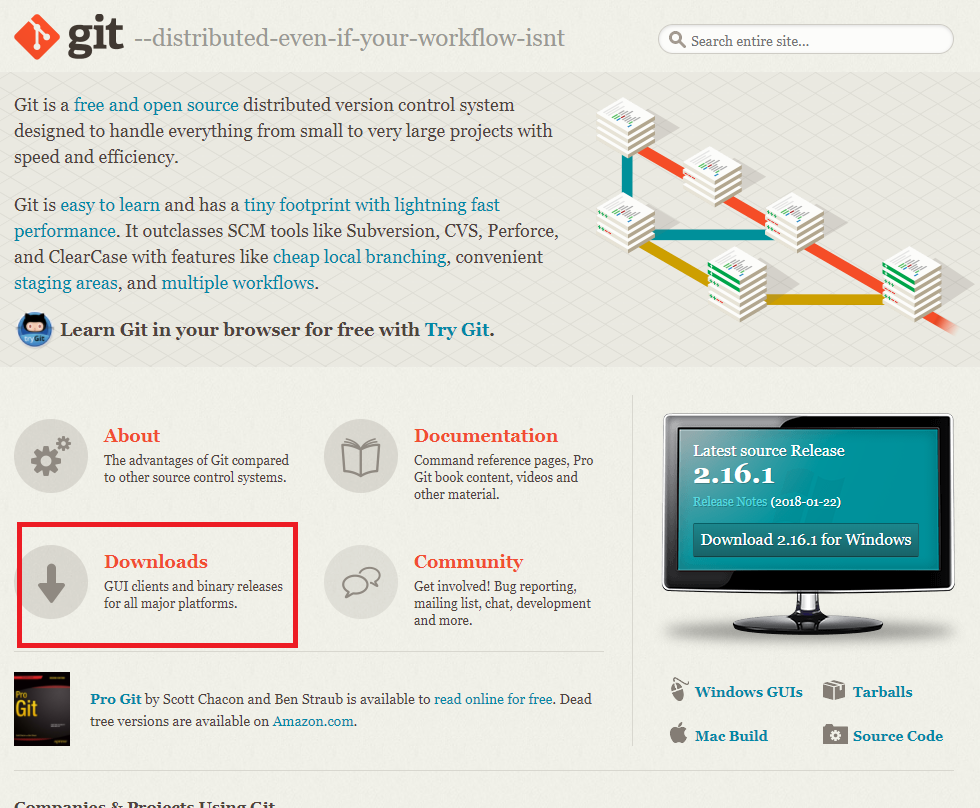 git --distributed-even-if-your-workflow-isnt
Search entire site...
Git is a free and open source distributed version control system
designed to handle everything from small to very large projects with
speed and efficiency.
Git is easy to learn and has a tiny footprint with lightning fast
performance. It outclasses SCM tools like Subversion, CVS, Perforce,
and ClearCase with features like cheap local branching, convenient
staging areas, and multiple workflows.
Learn Git in your browser for free with Try Git.
About
The advantages of Git compared
to other source control systems.
Documentation
Command reference pages, Pro
Git book content, videos and
other material.
Downloads
GUI clients and binary releases
for all major platforms.
Community
Get involved! Bug reporting,
mailing list, chat, development
and more.
Latest source Release
2.16.1
Release Notes (2018-01-22)
Download 2.16.1 for Windows
Pro
Git
Pro Git by Scott Chacon and Ben Straub is available to read online for free. Dead
tree versions are available on Amazon.com.
Windows GUIs
Tarballs
Mac Build
Source Code
Companies & Projects Using Git